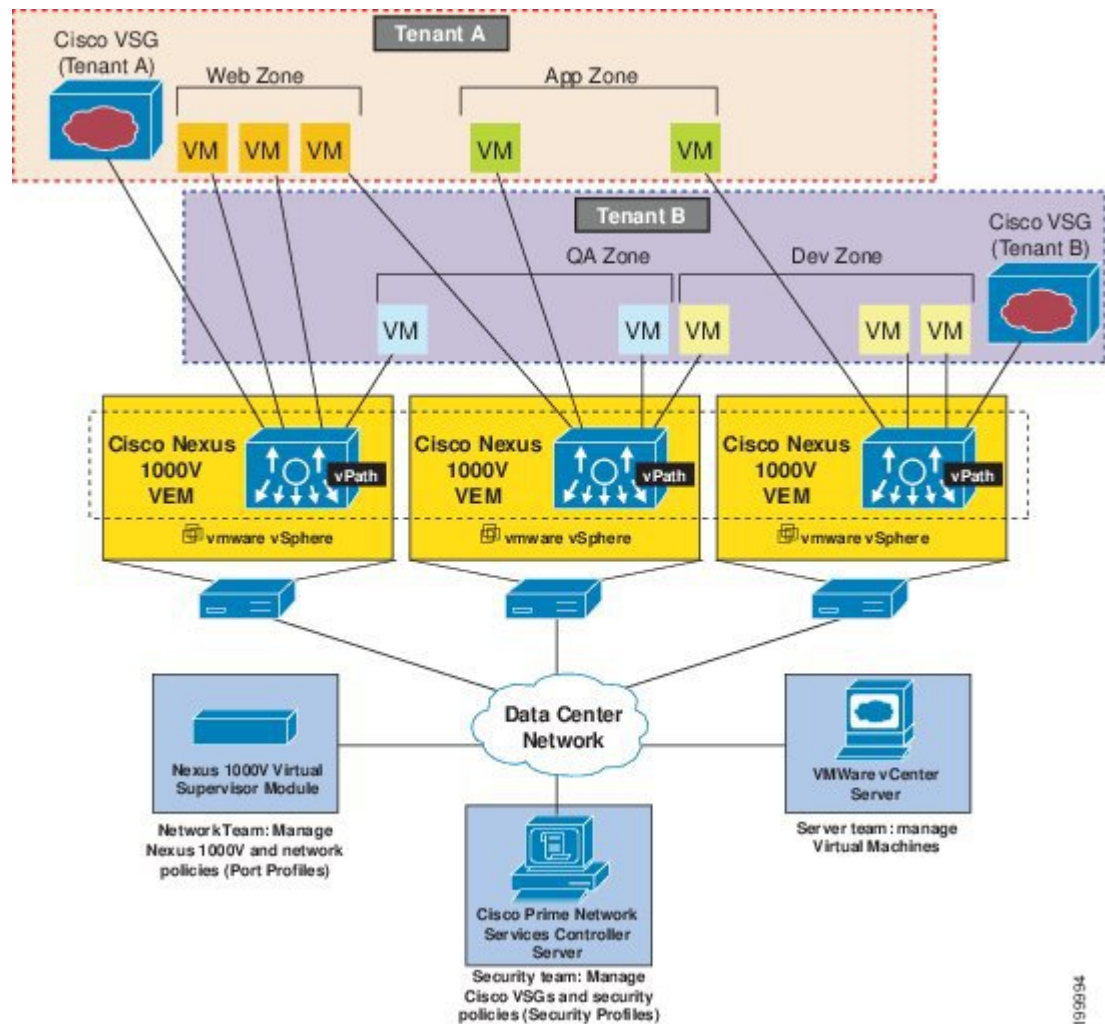 Tenant A
Cisco VSG
(Tenant A)
Web Zone
App Zone
VM
VM
VM
VM
VM
Tenant B
Cisco VSG
(Tenant B)
QA Zone
Dev Zone
VM
VM
VM
VM
VM
Cisco Nexus
1000V
VEM
vPath
vmware vSphere
Cisco Nexus
1000V
VEM
vPath
vmware vSphere
Cisco Nexus
1000V
VEM
vPath
vmware vSphere
Data Center
Network
Nexus 1000V Virtual
Supervisor Module
Network Team: Manage
Nexus 1000V and network
policies (Port Profiles)
VMWare vCenter
Server
Server team: manage
Virtual Machines
Cisco Prime Network
Services Controller
Server
Security team: Manage
Cisco VSGs and security
policies (Security Profiles)
199994